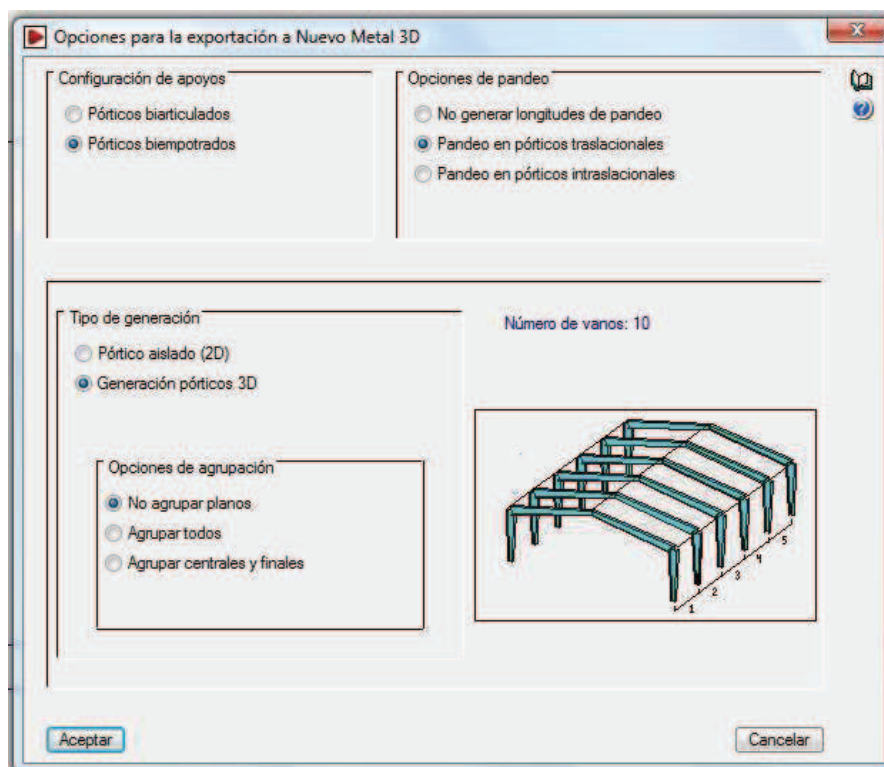 Opciones para la exportación a Nuevo Metal 3D
Configuración de apoyos
Pórticos biarticulados
Pórticos biempotrados
Opciones de pandeo
No generar longitudes de pandeo
Pandeo en pórticos traslacionales
Pandeo en pórticos intraslacionales
Tipo de generación
Pórtico aislado (2D)
Generación pórticos 3D
Número de vanos: 10
Opciones de agrupación
No agrupar planos
Agrupar todos
Agrupar centrales y finales
1 2 3 4 5
Aceptar
Cancelar